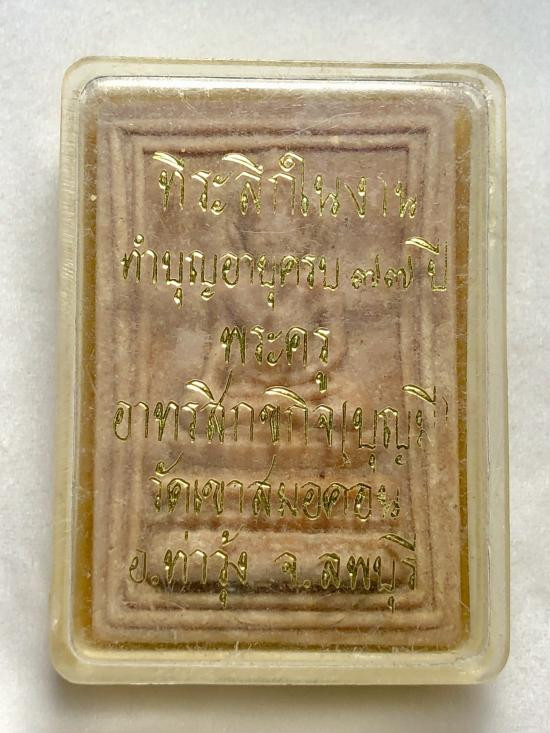 ที่ระลึกในงาน
ทำบุญอายุครบ ๗๗ ปี
พระครู
อาทรสิกขกิจ(บุญมี
วัดเขาสมอคอน
อ.ท่าวุ้ง จ.ลพบุรี